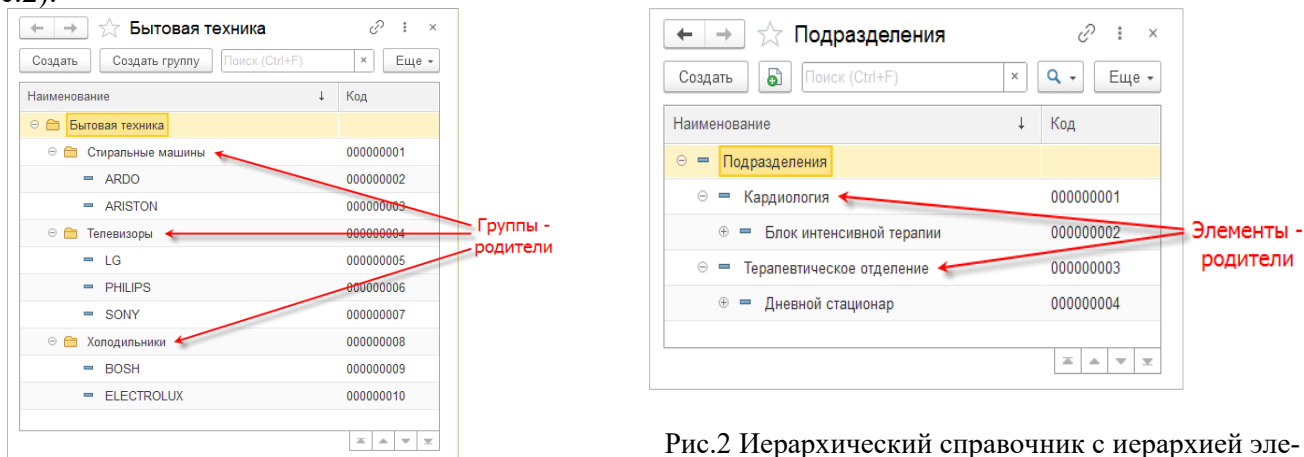 с.2).
Бытовая техника
Создать Создать группу Поиск (Ctrl+F) × Еще
Наименование ↓ Код
Бытовая техника
Стиральные машины 000000001
ARDO 000000002
ARISTON 000000003
Телевизоры 000000004
LG 000000005
PHILIPS 000000006
SONY 000000007
Холодильники 000000008
BOSH 000000009
ELECTROLUX 000000010
Группы -
родители
Подразделения
Создать Поиск (Ctrl+F) × Еще
Наименование ↓ Код
Подразделения
Кардиология 000000001
Блок интенсивной терапии 000000002
Терапевтическое отделение 000000003
Дневной стационар 000000004
Элементы -
родители
Рис.2 Иерархический справочник с иерархией эле-